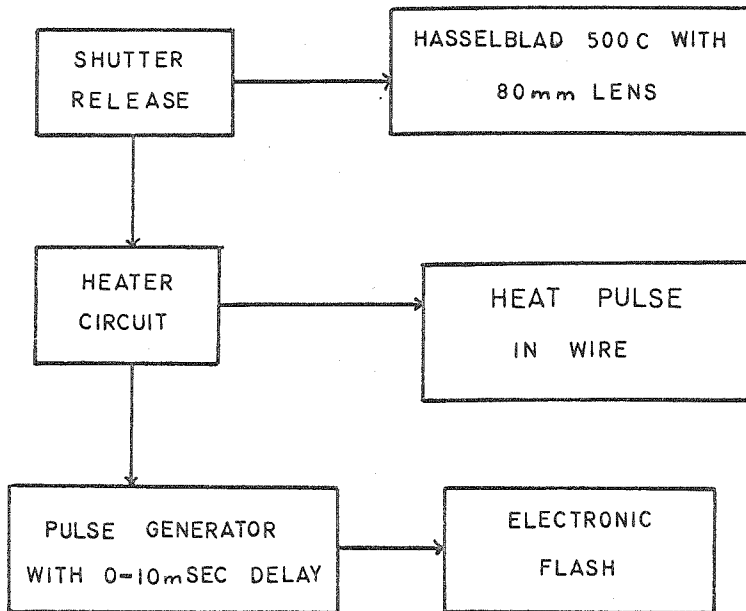 SHUTTER
RELEASE
HASSELBLAD 500C WITH
80mm LENS
HEATER
CIRCUIT
HEAT PULSE
IN WIRE
PULSE GENERATOR
WITH 0-10mSEC DELAY
ELECTRONIC
FLASH